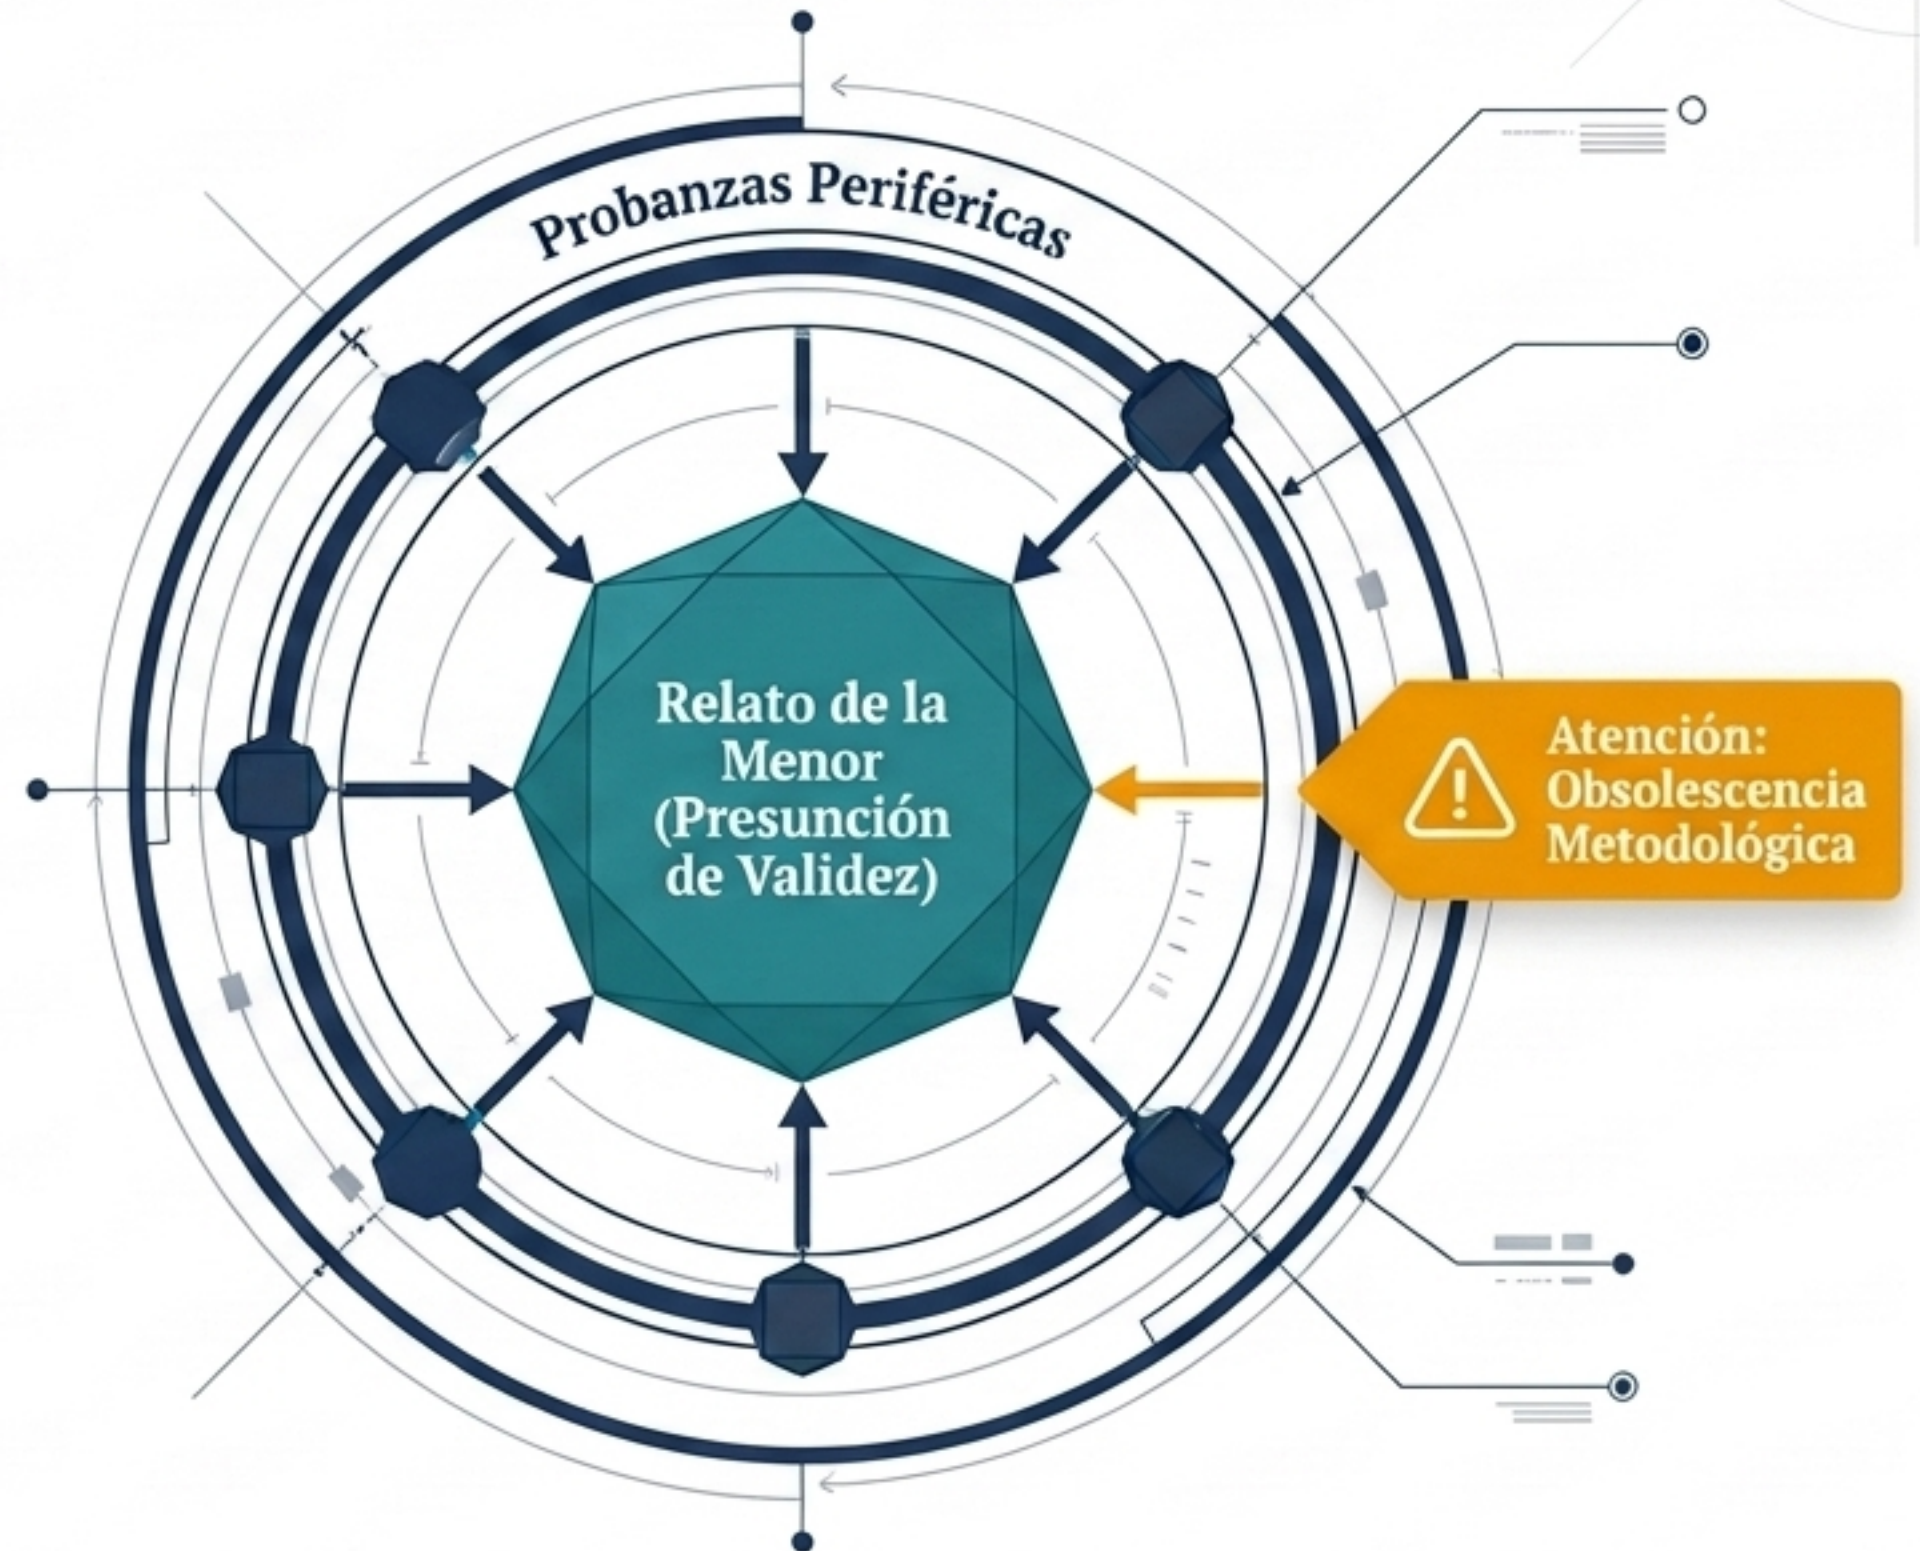 Probanzas Periféricas
Relato de la
Menor
(Presunción
de Validez)
Atención:
Obsolescencia
Metodológica